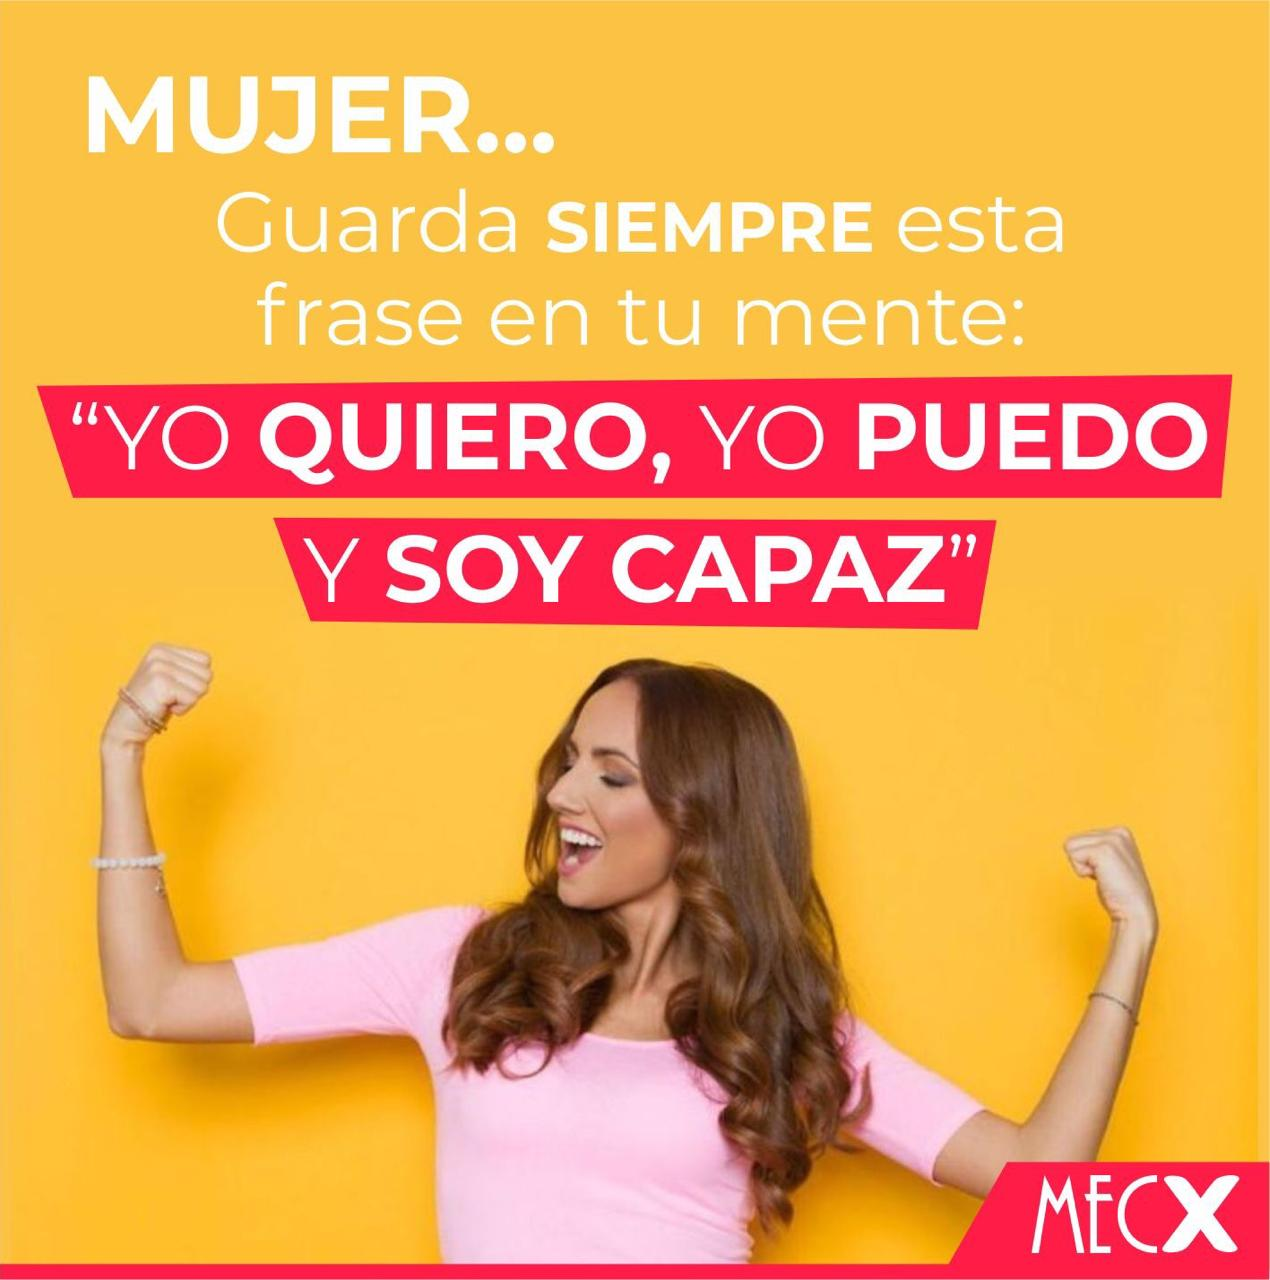 MUJER...
Guarda SIEMPRE esta
frase en tu mente:
“YO QUIERO, YO PUEDO
Y SOY CAPAZ”
MECX